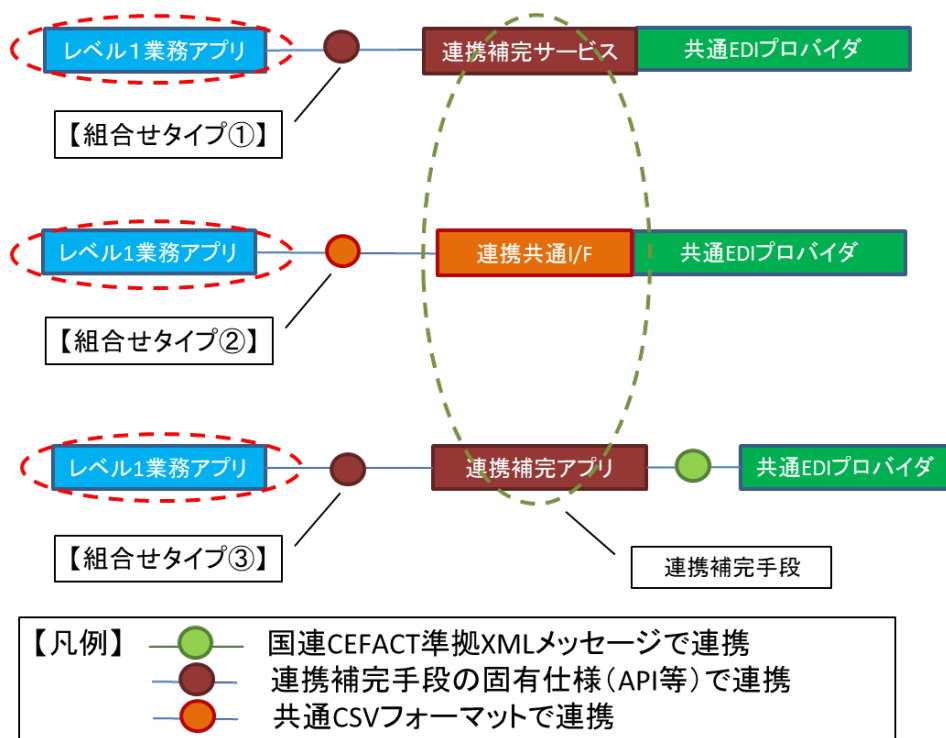 レベル1業務アプリ
連携補完サービス
共通EDIプロバイダ
【組合せタイプ①】
レベル1業務アプリ
連携共通I/F
共通EDIプロバイダ
【組合せタイプ②】
レベル1業務アプリ
連携補完アプリ
共通EDIプロバイダ
【組合せタイプ③】
連携補完手段
【凡例】
国連CEFACT準拠XMLメッセージで連携
連携補完手段の固有仕様（API等）で連携
共通CSVフォーマットで連携